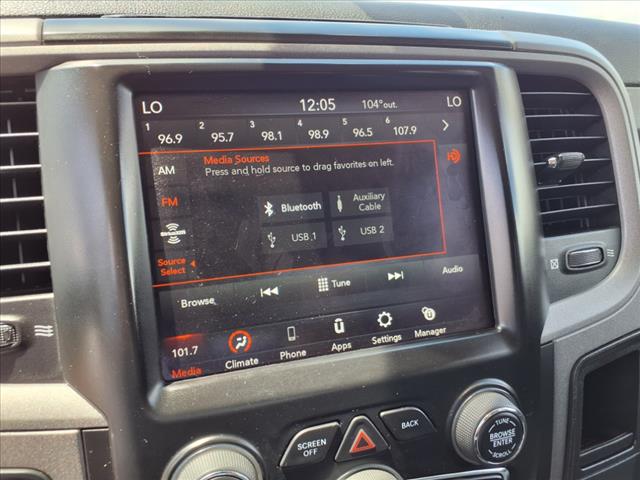 LO 12:05 104°out. LO
1 96.9 2 95.7 3 98.1 4 98.9 5 96.5 6 107.9
AM
Media Sources
Press and hold source to drag favorites on left.
FM
Bluetooth
Auxiliary
Cable
USB 1
USB 2
Source
Select
Browse
Tune
Audio
101.7
Media
Climate
Phone
Apps
Settings
Manager
SCREEN
OFF
BACK
TUNE
BROWSE
ENTER
SCROLL